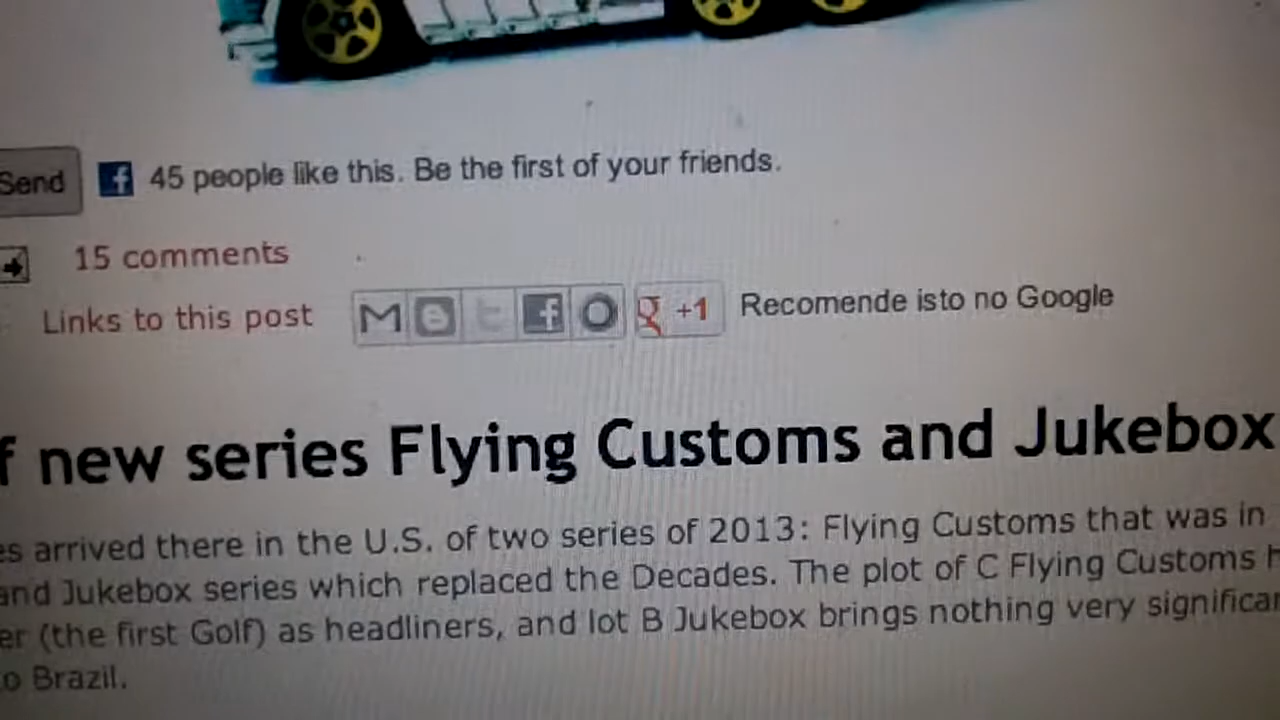 Send f 45 people like this. Be the first of your friends.
15 comments
Links to this post M B t f g +1 Recomende isto no Google
f new series Flying Customs and Jukebox
es arrived there in the U.S. of two series of 2013: Flying Customs that was in
and Jukebox series which replaced the Decades. The plot of C Flying Customs h
er (the first Golf) as headliners, and lot B Jukebox brings nothing very significan
o Brazil.